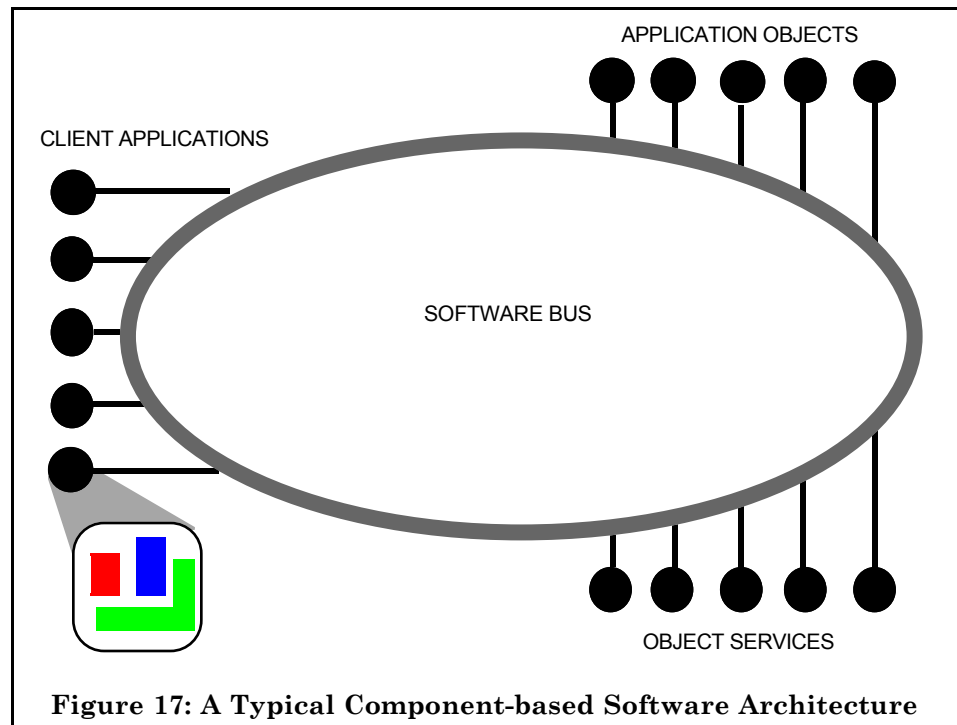 APPLICATION OBJECTS
CLIENT APPLICATIONS
SOFTWARE BUS
OBJECT SERVICES
Figure 17: A Typical Component-based Software Architecture